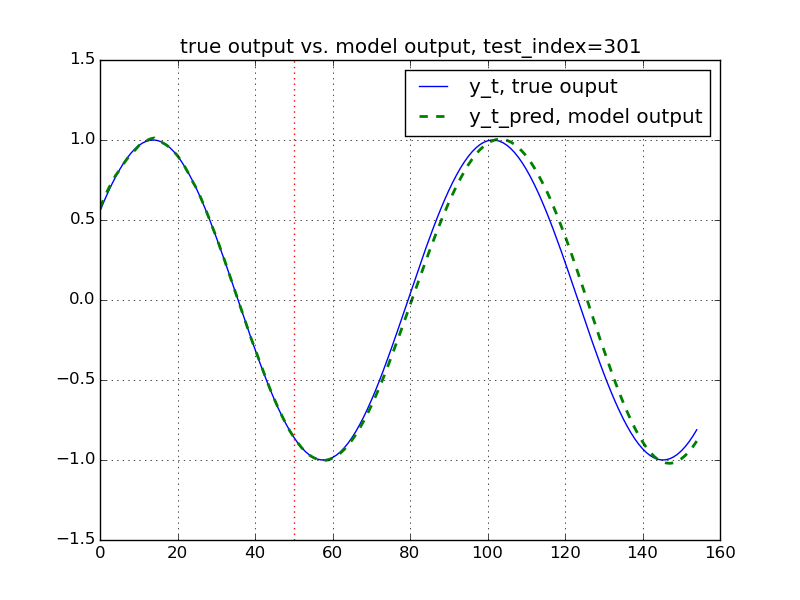 true output vs. model output, test_index=301
y_t, true ouput
y_t_pred, model output
1.5
1.0
0.5
0.0
−0.5
−1.0
−1.5
0 20 40 60 80 100 120 140 160